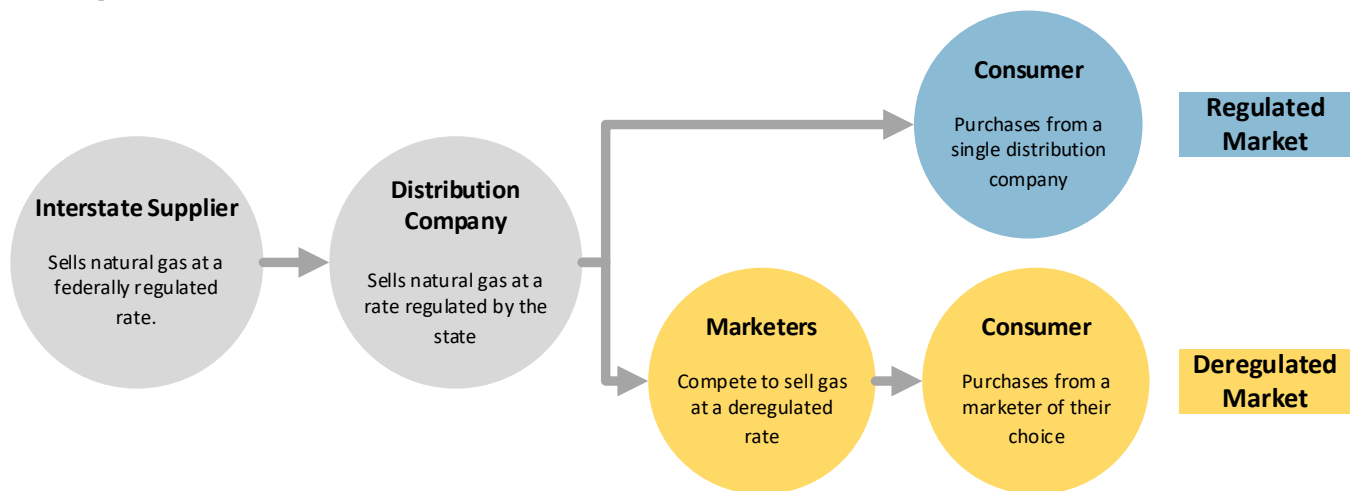 Interstate Supplier
Sells natural gas at a
federally regulated
rate.
Distribution
Company
Sells natural gas at a
rate regulated by the
state
Consumer
Purchases from a
single distribution
company
Regulated
Market
Marketers
Compete to sell gas
at a deregulated
rate
Consumer
Purchases from a
marketer of their
choice
Deregulated
Market